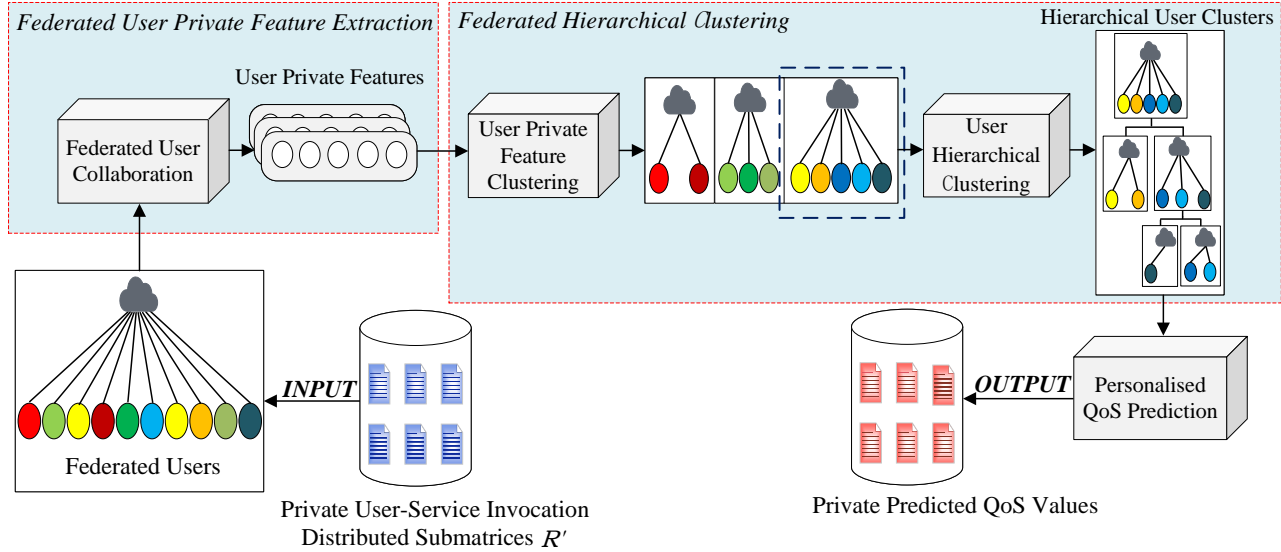 Federated User Private Feature Extraction
User Private Features
Federated User
Collaboration
Federated Hierarchical Clustering
User Private
Feature
Clustering
User
Hierarchical
Clustering
Hierarchical User Clusters
Federated Users
INPUT
Private User-Service Invocation
Distributed Submatrices R'
Private Predicted QoS Values
OUTPUT
Personalised
QoS Prediction